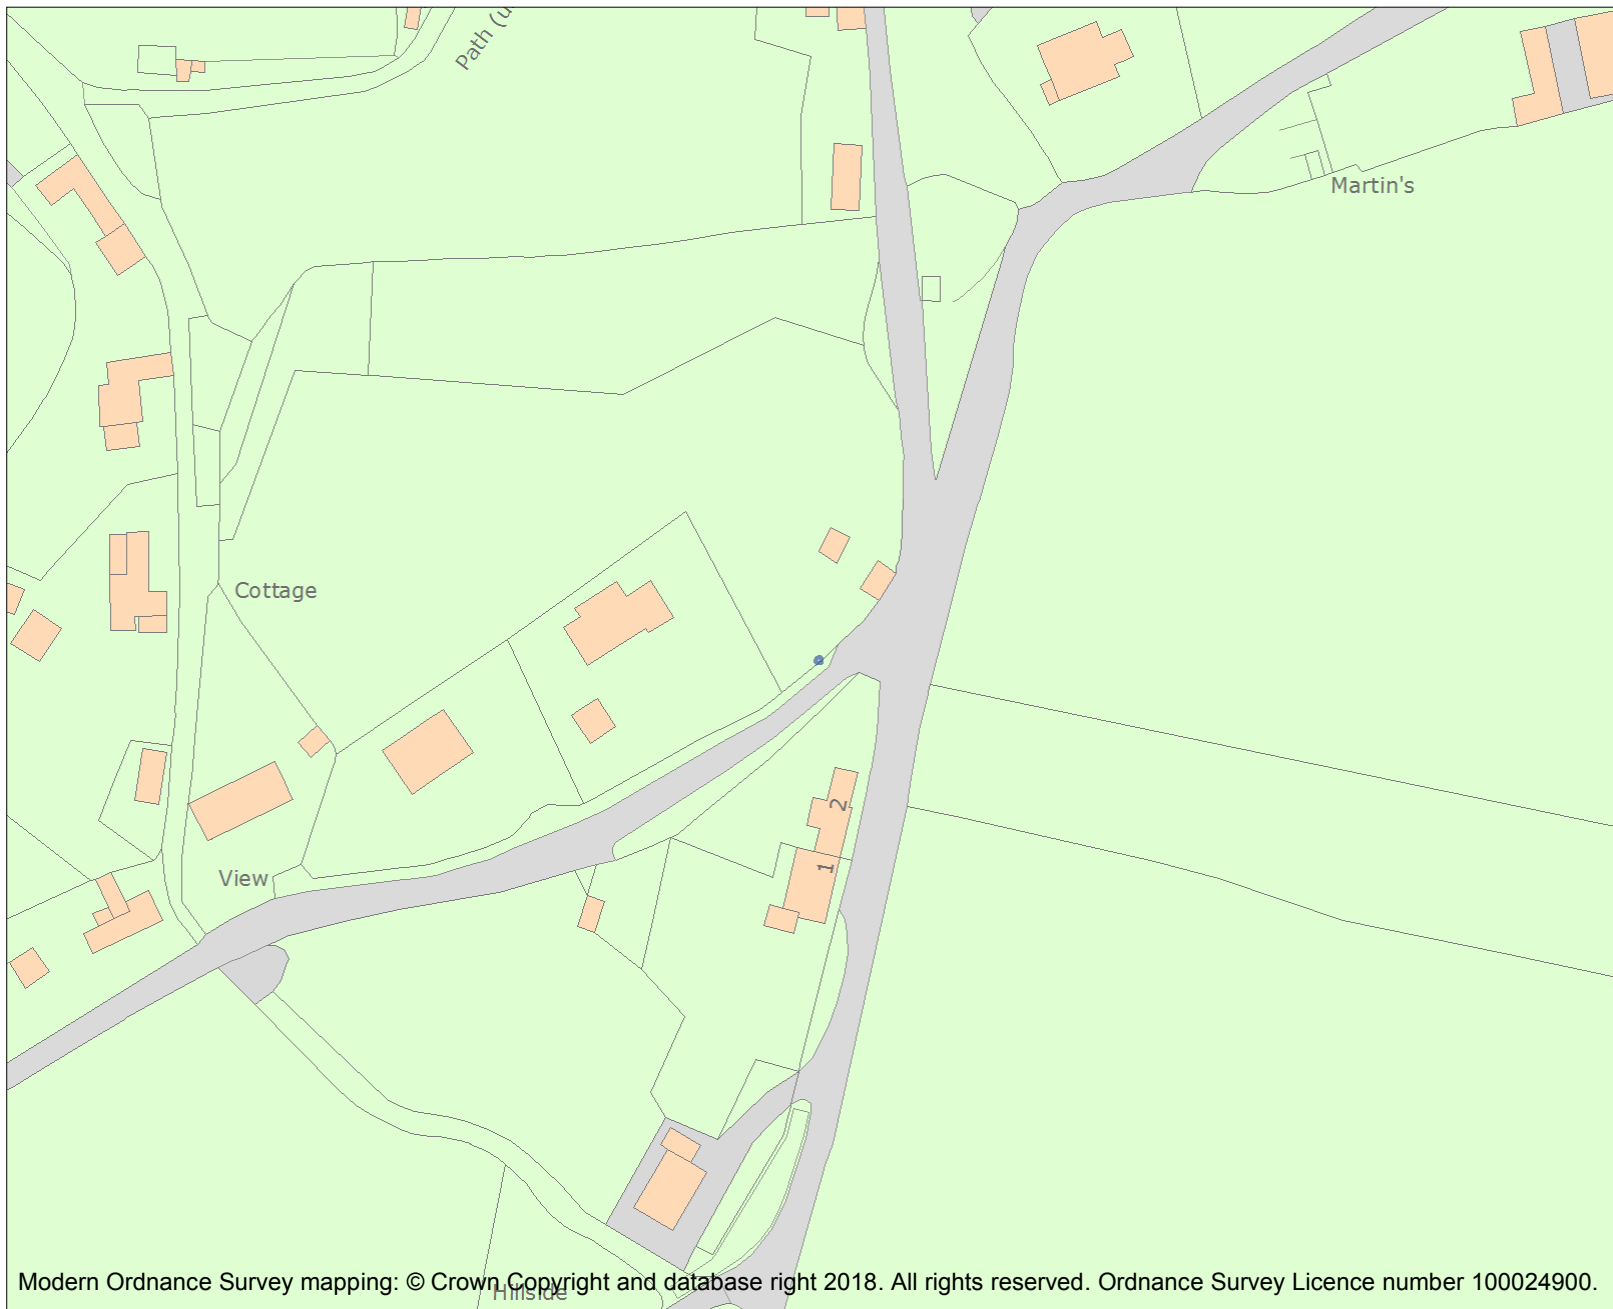 Path (u
Martin's
Cottage
2
1
View
Hillside
Modern Ordnance Survey mapping: © Crown Copyright and database right 2018. All rights reserved. Ordnance Survey Licence number 100024900.